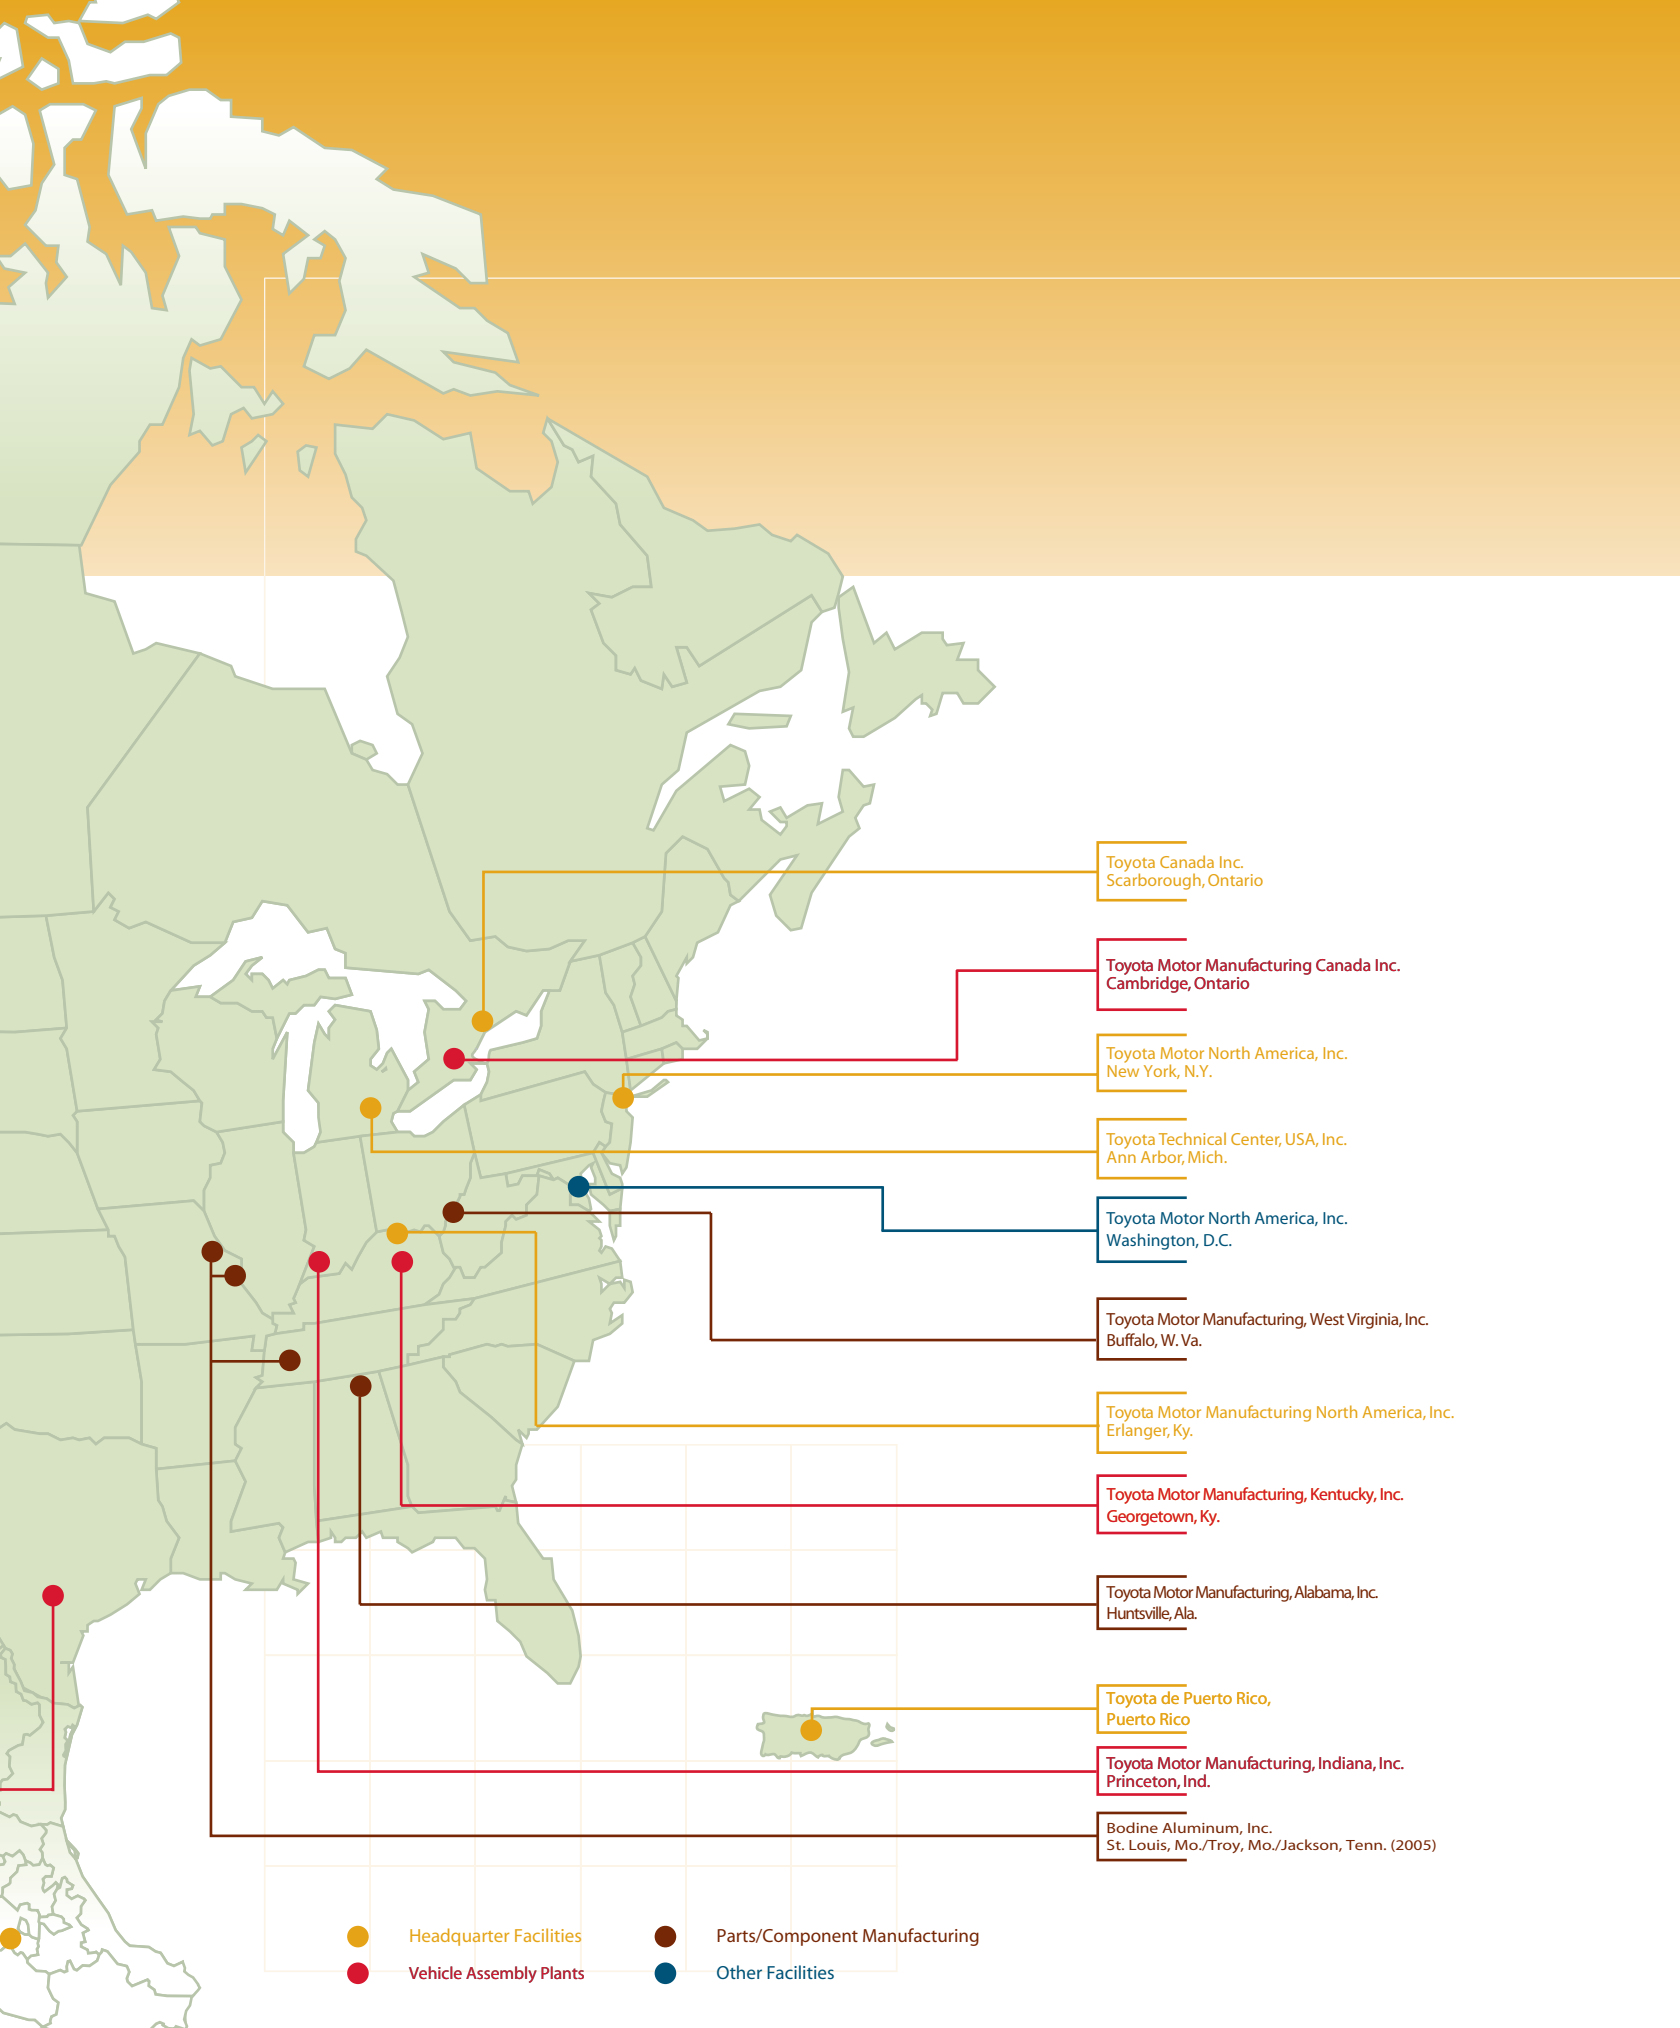 Toyota Canada Inc.
Scarborough, Ontario
Toyota Motor Manufacturing Canada Inc.
Cambridge, Ontario
Toyota Motor North America, Inc.
New York, N.Y.
Toyota Technical Center, USA, Inc.
Ann Arbor, Mich.
Toyota Motor North America, Inc.
Washington, D.C.
Toyota Motor Manufacturing, West Virginia, Inc.
Buffalo, W. Va.
Toyota Motor Manufacturing North America, Inc.
Erlanger, Ky.
Toyota Motor Manufacturing, Kentucky, Inc.
Georgetown, Ky.
Toyota Motor Manufacturing, Alabama, Inc.
Huntsville, Ala.
Toyota de Puerto Rico,
Puerto Rico
Toyota Motor Manufacturing, Indiana, Inc.
Princeton, Ind.
Bodine Aluminum, Inc.
St. Louis, Mo./Troy, Mo./Jackson, Tenn. (2005)
Headquarter Facilities
Parts/Component Manufacturing
Vehicle Assembly Plants
Other Facilities